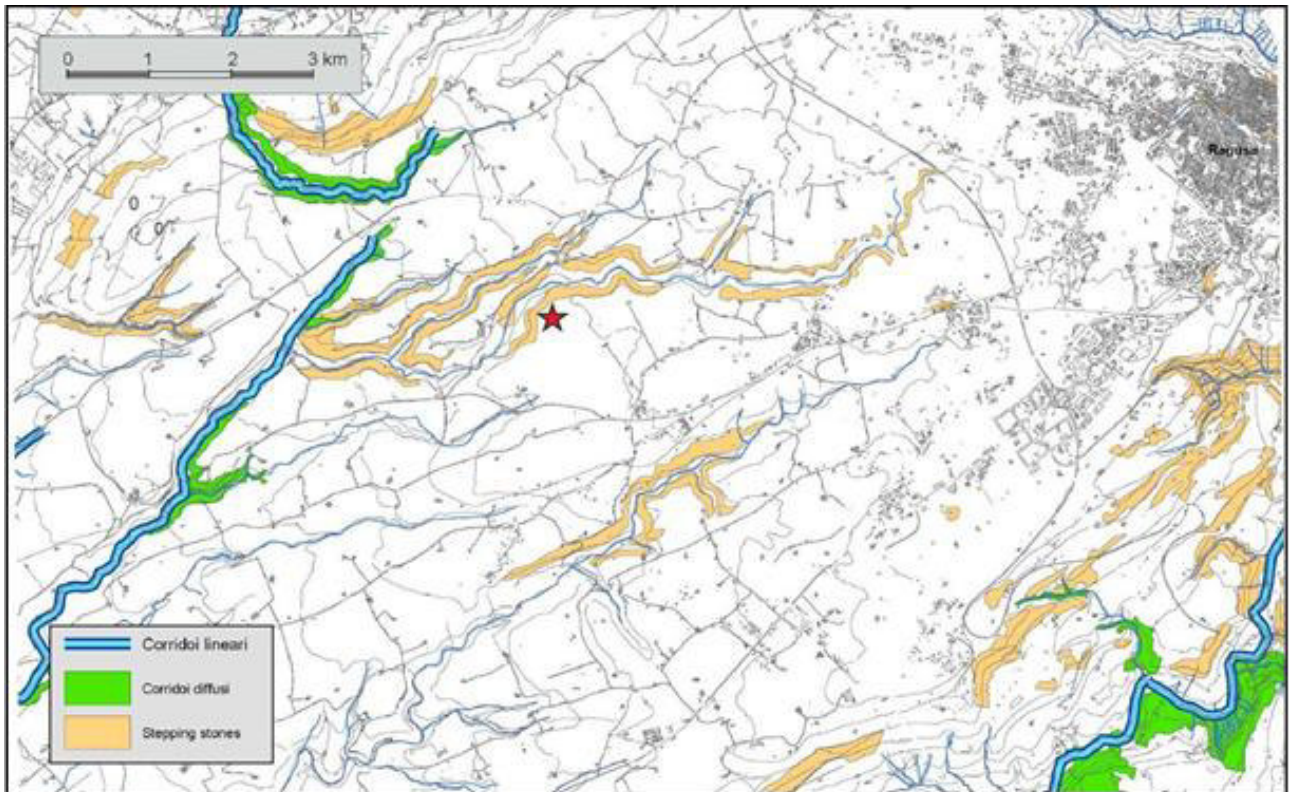 0 1 2 3 km
Ragusa
Corridoi lineari
Corridoi diffusi
Stepping stones